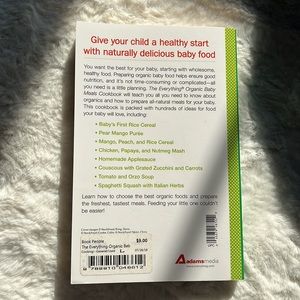 Give your child a healthy start
with naturally delicious baby food
You want the best for your baby, starting with wholesome,
healthy food. Preparing organic baby food helps ensure good
nutrition, and it's not time-consuming or complicated—all
you need is a little planning. The Everything® Organic Baby
Meals Cookbook will teach you all you need to know about
organics and how to prepare all-natural meals for your baby.
This cookbook is packed with hundreds of ideas for food
your baby will love, including:
• Baby's First Rice Cereal
• Pear Mango Purée
• Mango, Peach, and Rice Cereal
• Chicken, Papaya, and Nutmeg Mash
• Homemade Applesauce
• Couscous with Grated Zucchini and Carrots
• Tomato and Orzo Soup
• Spaghetti Squash with Italian Herbs
Learn how to choose the best organic foods and prepare
the freshest, tastiest meals. Feeding your little one couldn't
be easier!
Book People
$9.00
The Everything Organic Bab
adamsmedia